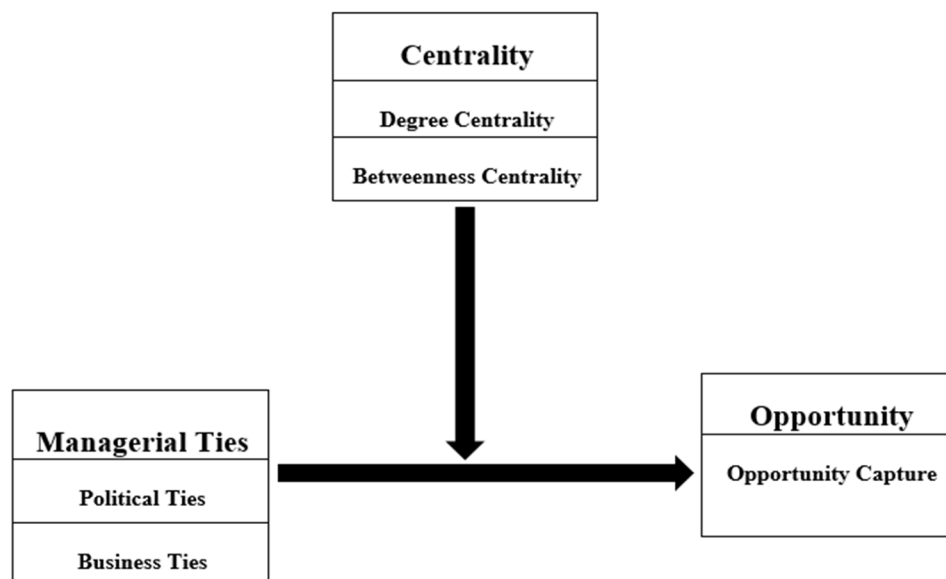 Centrality
Degree Centrality
Betweenness Centrality
Managerial Ties
Political Ties
Business Ties
Opportunity
Opportunity Capture